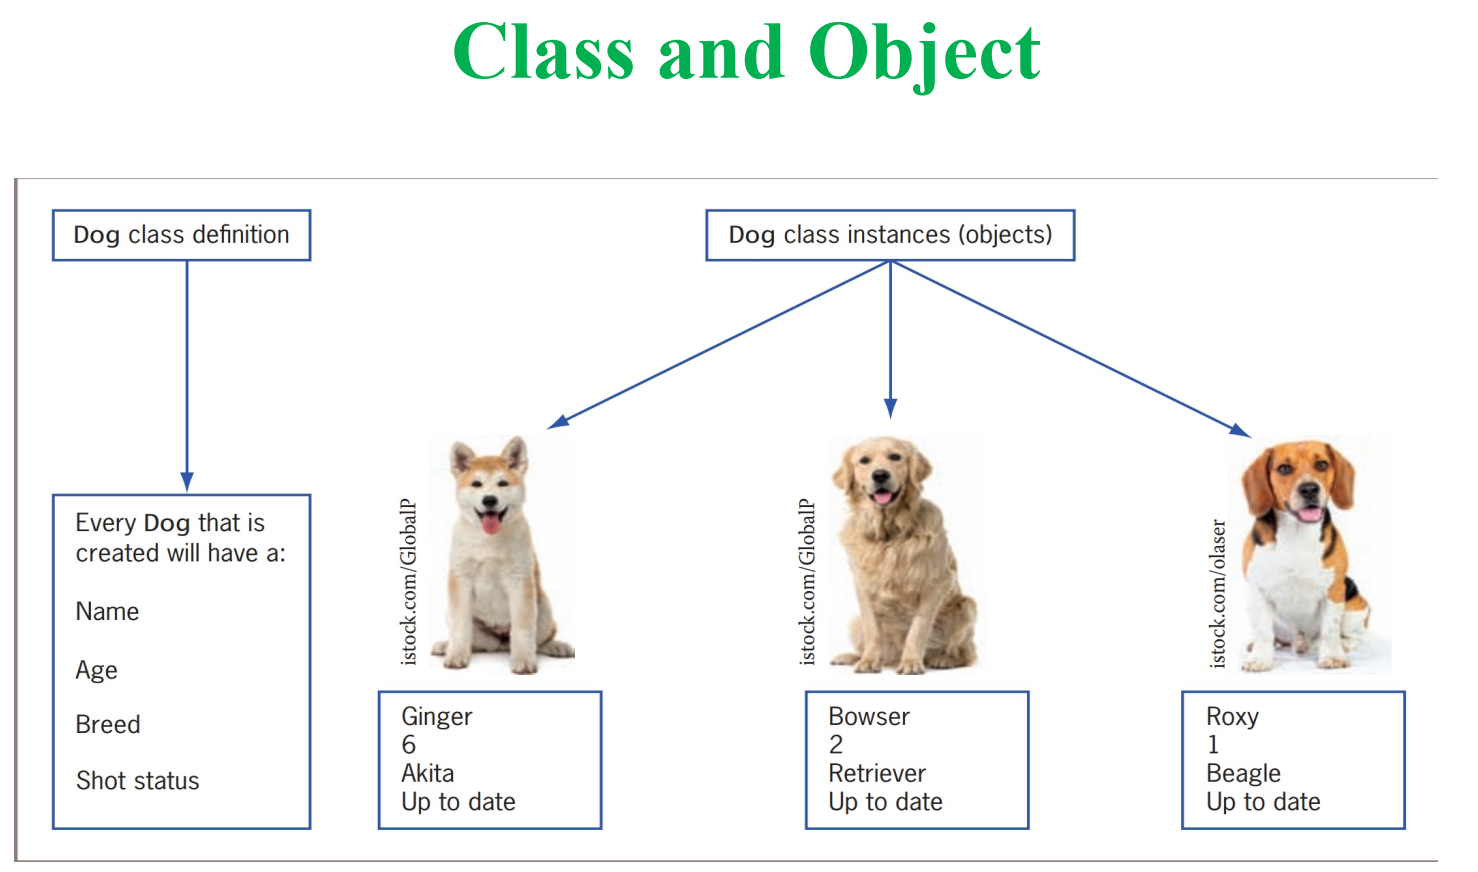 Class and Object
Dog class definition
Dog class instances (objects)
Every Dog that is
created will have a:
Name
Age
Breed
Shot status
istock.com/GlobalP
Ginger
6
Akita
Up to date
istock.com/GlobalP
Bowser
2
Retriever
Up to date
istock.com/olaser
Roxy
1
Beagle
Up to date